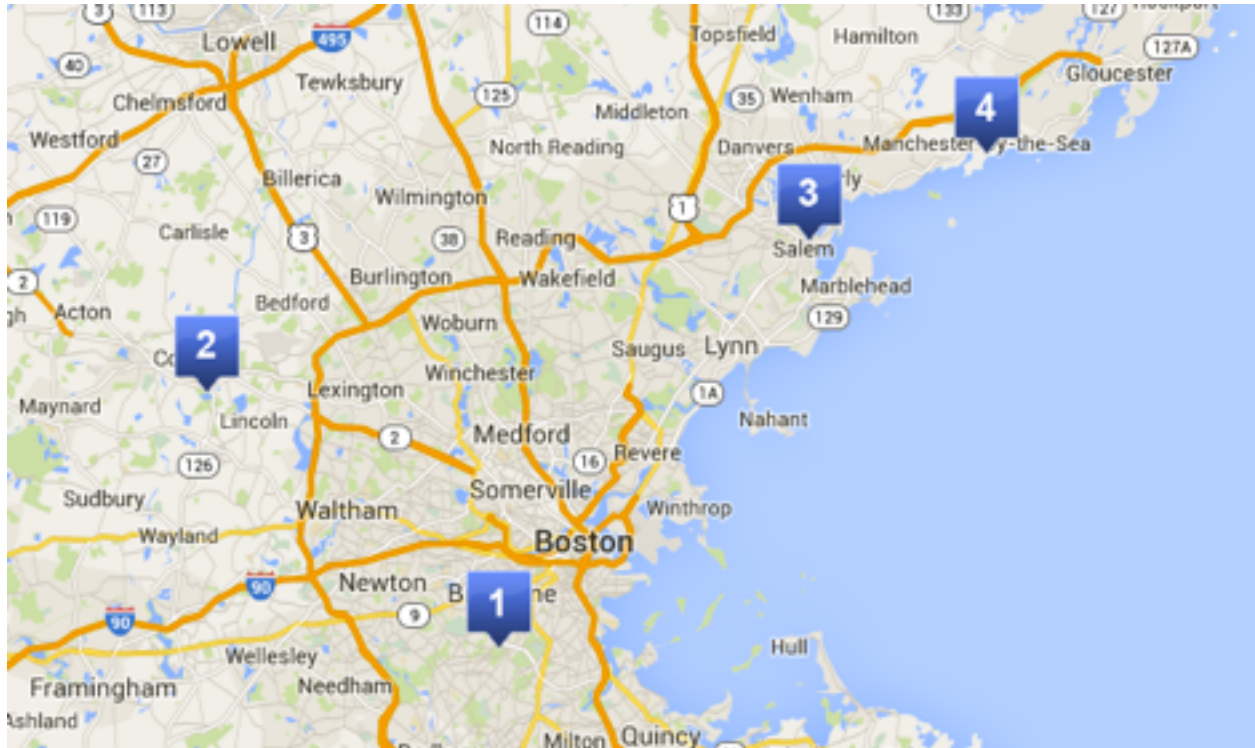 3
113
114
133
127
Lowell
495
Topsfield
Hamilton
127A
40
Tewksbury
Gloucester
Chelmsford
125
35
Wenham
4
Middleton
Westford
North Reading
Danvers
Manchester
y-the-Sea
27
Billerica
Wilmington
3
rly
119
Carlisle
3
38
Reading
1
Salem
2
Burlington
Wakefield
Marblehead
Acton
Bedford
gh
Woburn
129
2
Co
Saugus
Lynn
Lexington
Winchester
1A
Maynard
Lincoln
Nahant
2
Medford
126
16
Revere
Sudbury
Somerville
Waltham
Winthrop
Wayland
Boston
90
Newton
B
ne
1
9
90
Wellesley
Hull
Framingham
Needham
Ashland
Milton
Quincy